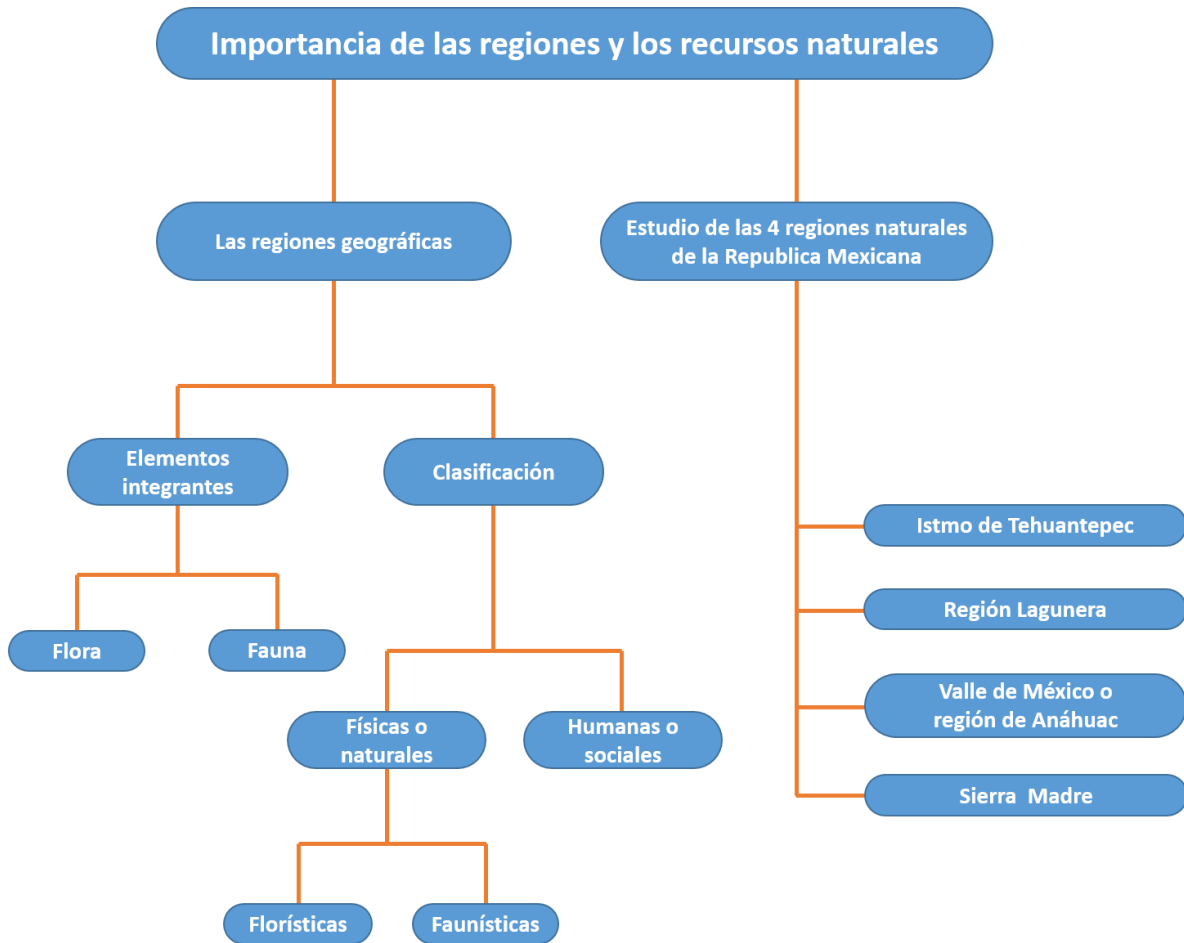 Importancia de las regiones y los recursos naturales
Las regiones geográficas
Estudio de las 4 regiones naturales
de la Republica Mexicana
Elementos
integrantes
Clasificación
Istmo de Tehuantepec
Región Lagunera
Flora
Fauna
Valle de México o
región de Anáhuac
Físicas o
naturales
Humanas o
sociales
Sierra Madre
Florísticas
Faunísticas